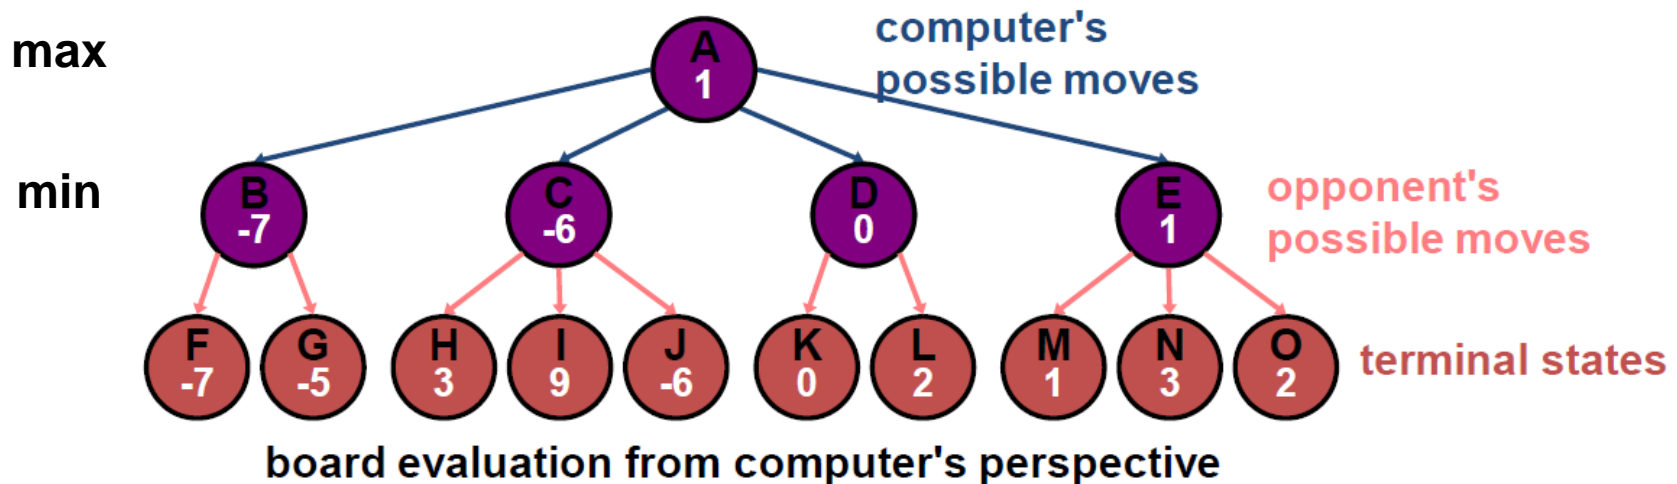 max
A
1
computer's
possible moves
min
B
-7
C
-6
D
0
E
1
opponent's
possible moves
F
-7
G
-5
H
3
I
9
J
-6
K
0
L
2
M
1
N
3
O
2
terminal states
board evaluation from computer's perspective